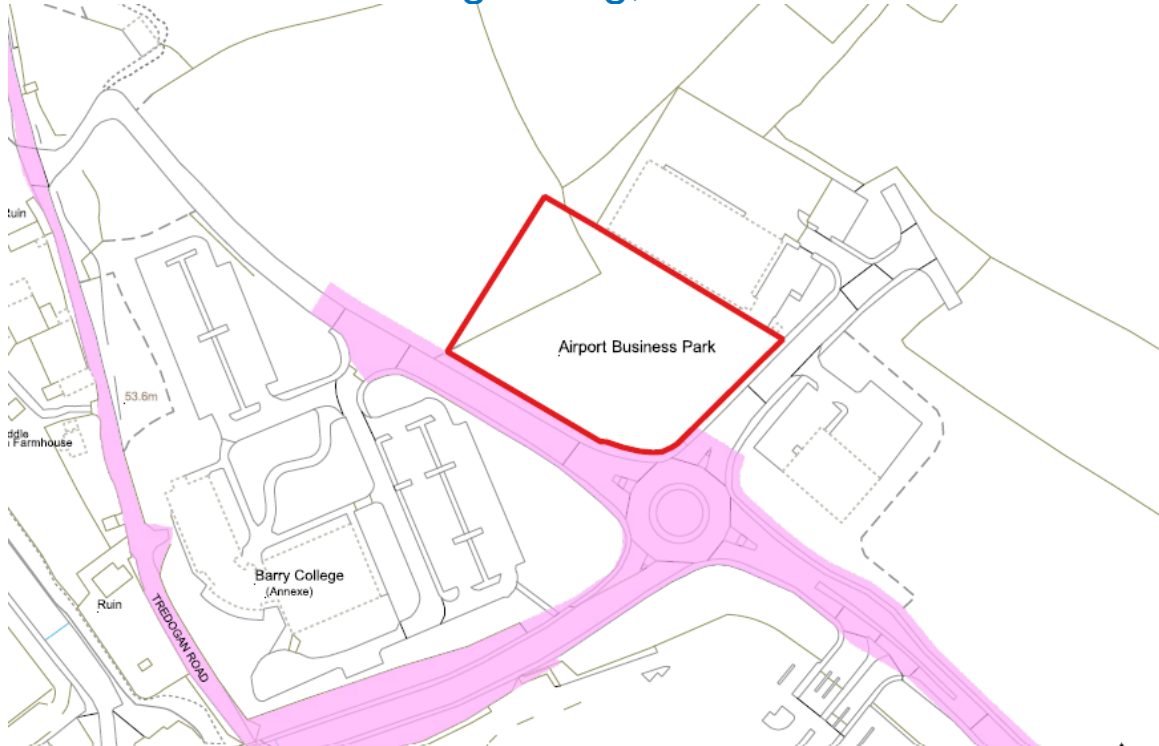 Ruin
Airport Business Park
53.6m
Farmhouse
Barry College
(Annexe)
Ruin
TREDOGAN ROAD